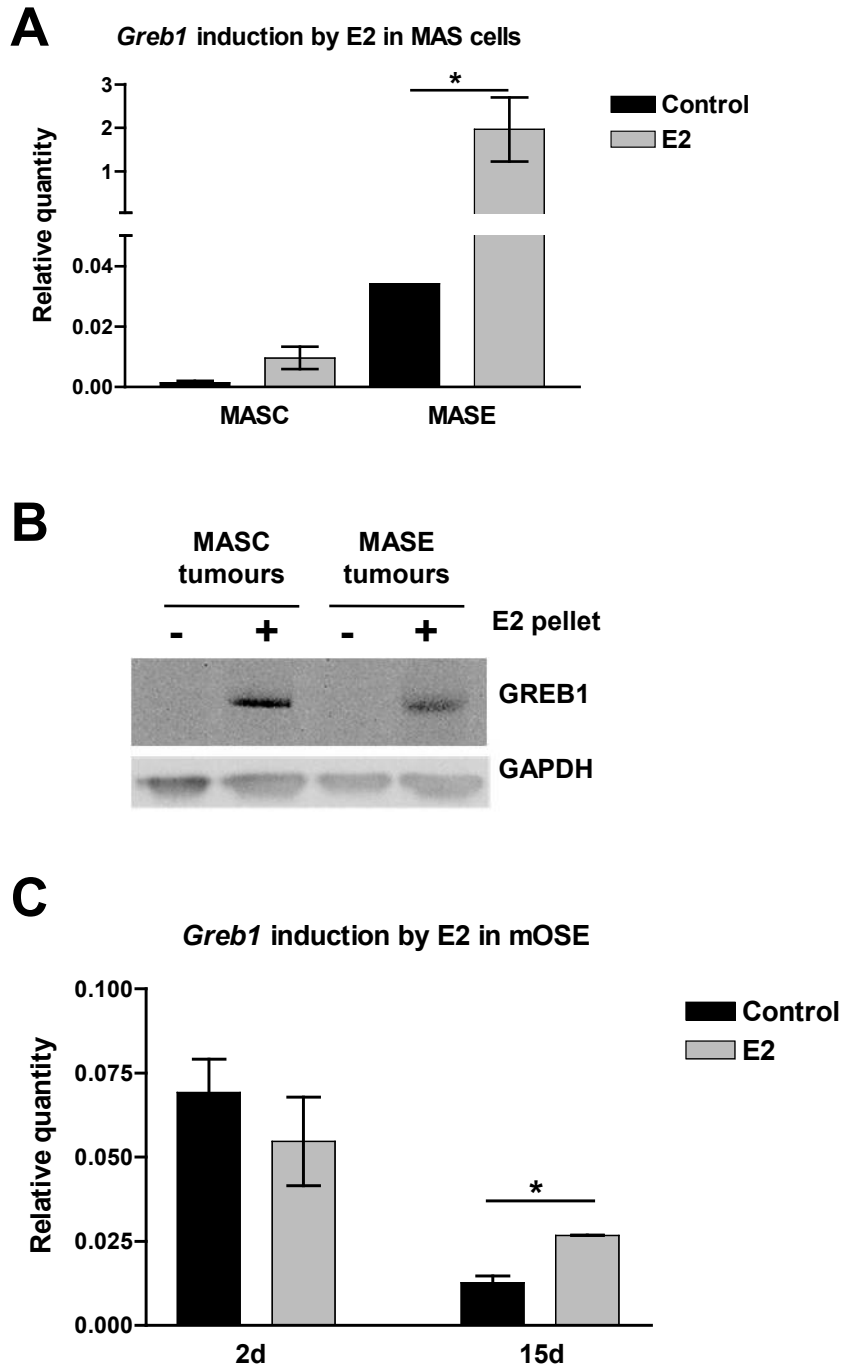 A
Greb1 induction by E2 in MAS cells
Relative quantity
3
2
1
0.04
0.02
0.00
*
Control
E2
MASC
MASE
B
MASC tumours
MASE tumours
- + - +
E2 pellet
GREB1
GAPDH
C
Greb1 induction by E2 in mOSE
Relative quantity
0.100
0.075
0.050
0.025
0.000
*
Control
E2
2d
15d